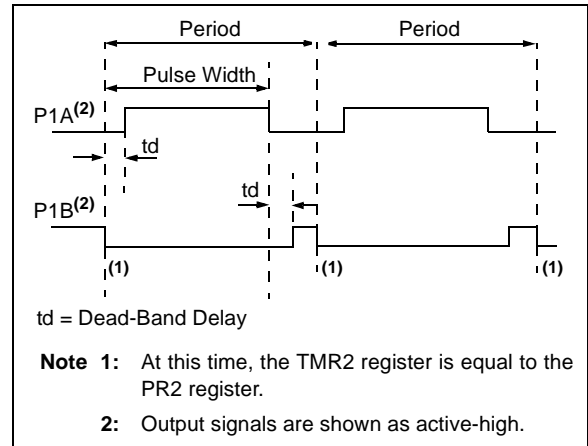 Period Period
Pulse Width
P1A(2)
td
td
P1B(2)
(1) (1) (1)
td = Dead-Band Delay
Note 1: At this time, the TMR2 register is equal to the
PR2 register.
2: Output signals are shown as active-high.